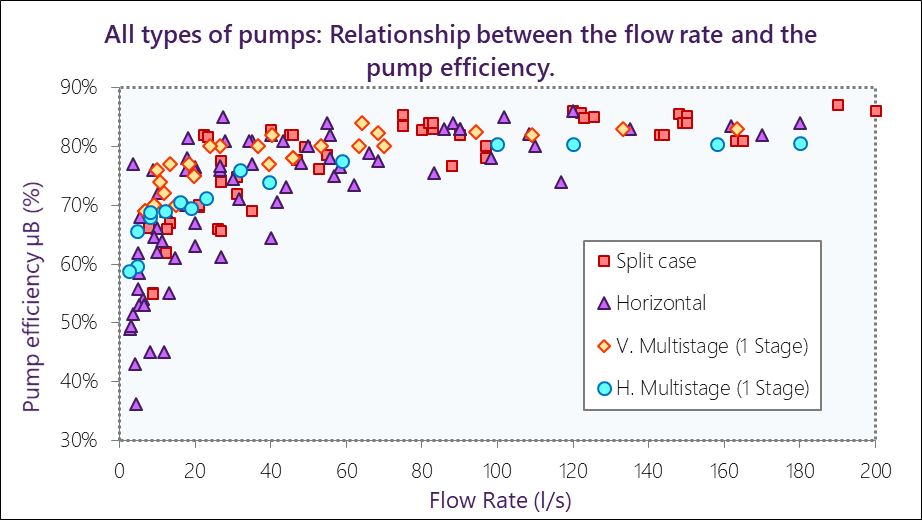 All types of pumps: Relationship between the flow rate and the
pump efficiency.
Pump efficiency µB (%)
90%
80%
70%
60%
50%
40%
30%
0 20 40 60 80 100 120 140 160 180 200
Flow Rate (l/s)
Split case
Horizontal
V. Multistage (1 Stage)
H. Multistage (1 Stage)